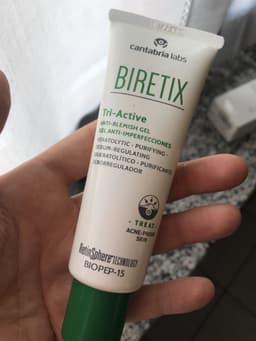 cantabria labs
BIRETIX
Tri-Active
ANTI-BLEMISH GEL
GEL ANTI-IMPERFECCIONES
KERATOLYTIC - PURIFYING -
SEBUM-REGULATING
QUERATOLÍTICO - PURIFICANTE
SEBORREGULADOR
- TREAT -
ACNE-PRONE
SKIN
RetinSphere TECHNOLOGY
BIOPEP-15